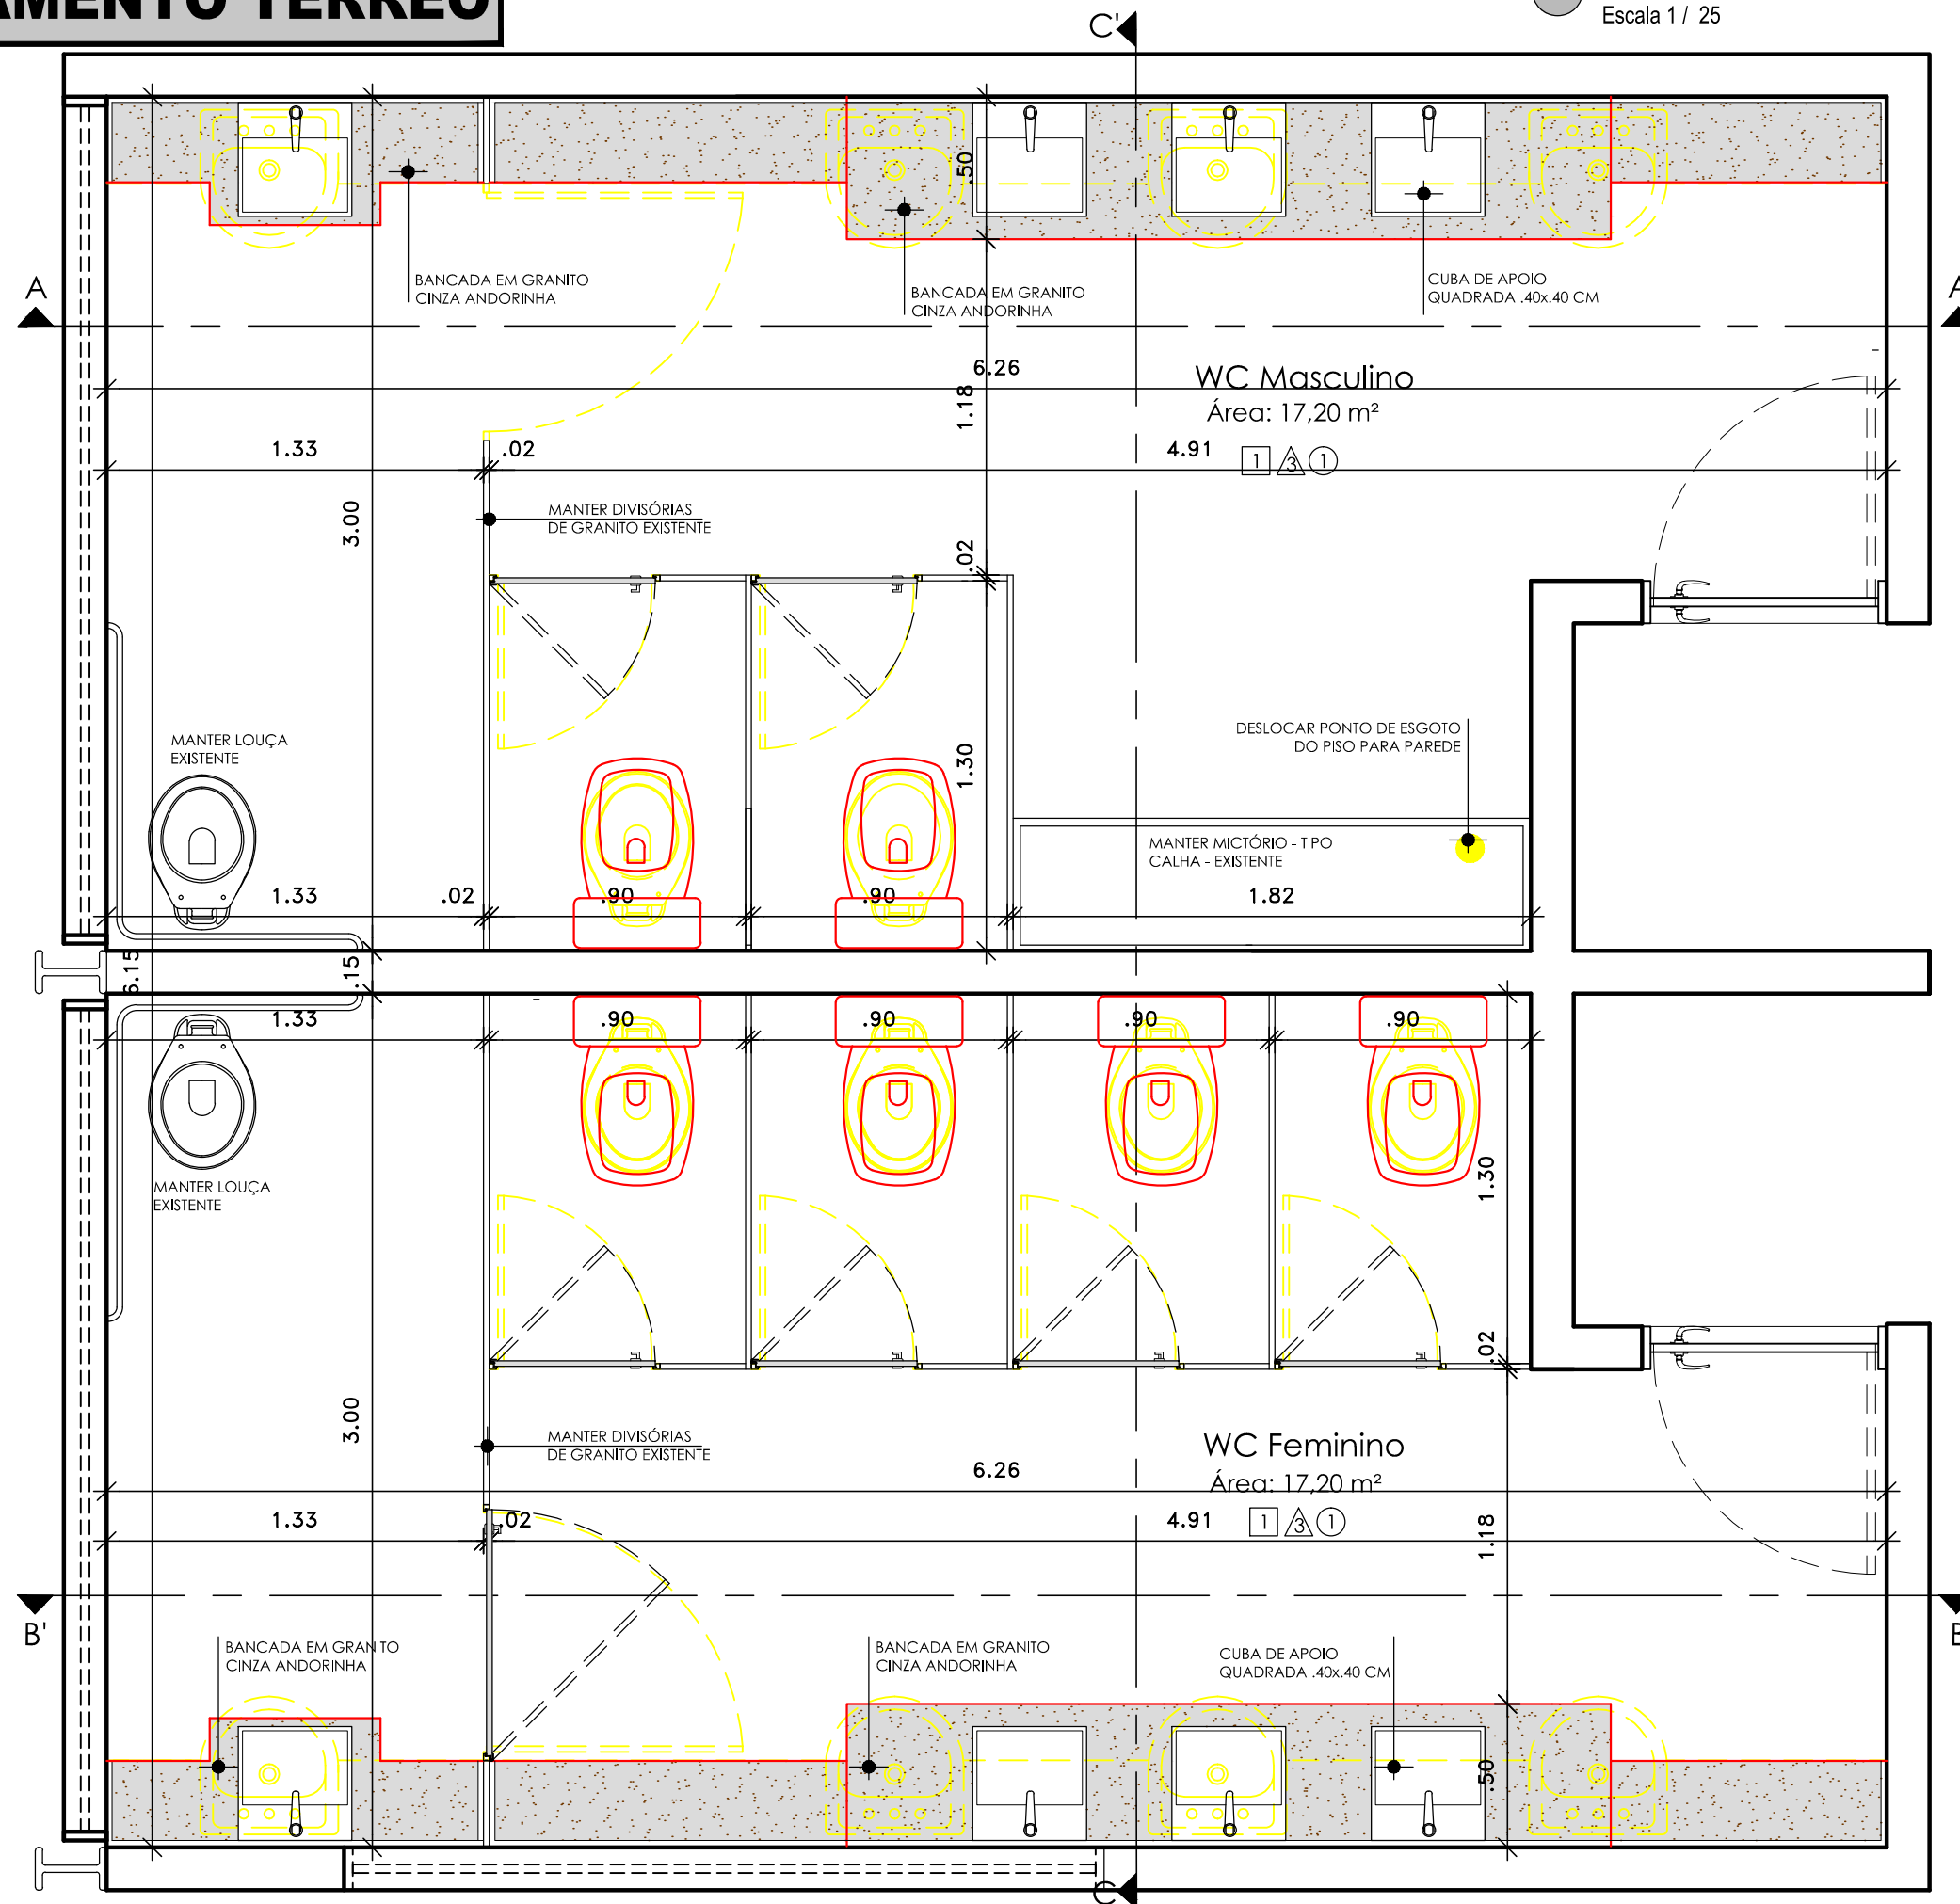 AMENTO TÉRREO
Escala 1 / 25
C'
A
A
BANCADA EM GRANITO
CINZA ANDORINHA
.50
BANCADA EM GRANITO
CINZA ANDORINHA
CUBA DE APOIO
QUADRADA .40x.40 CM
6.26
WC Masculino
Área: 17,20 m²
1.18
1.33
.02
4.91
1 3 1
3.00
MANTER DIVISÓRIAS
DE GRANITO EXISTENTE
.02
MANTER LOUÇA
EXISTENTE
DESLOCAR PONTO DE ESGOTO
DO PISO PARA PAREDE
1.30
MANTER MICTÓRIO - TIPO
CALHA - EXISTENTE
1.33
.02
.90
.90
1.82
6.15
.15
1.33
.90
.90
.90
.90
MANTER LOUÇA
EXISTENTE
1.30
.02
3.00
MANTER DIVISÓRIAS
DE GRANITO EXISTENTE
WC Feminino
6.26
Área: 17,20 m²
1.33
.02
4.91
1 3 1
1.18
B'
B
BANCADA EM GRANITO
CINZA ANDORINHA
BANCADA EM GRANITO
CINZA ANDORINHA
CUBA DE APOIO
QUADRADA .40x.40 CM
.50
C